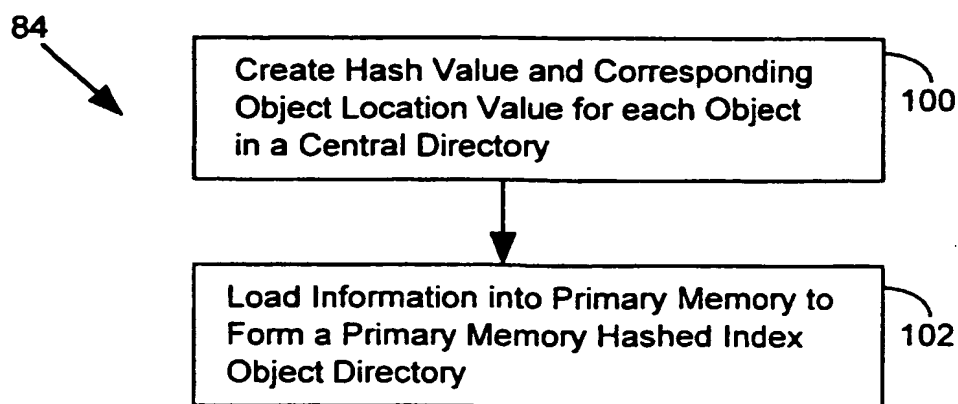 84
Create Hash Value and Corresponding
Object Location Value for each Object
in a Central Directory
100
Load Information into Primary Memory to
Form a Primary Memory Hashed Index
Object Directory
102